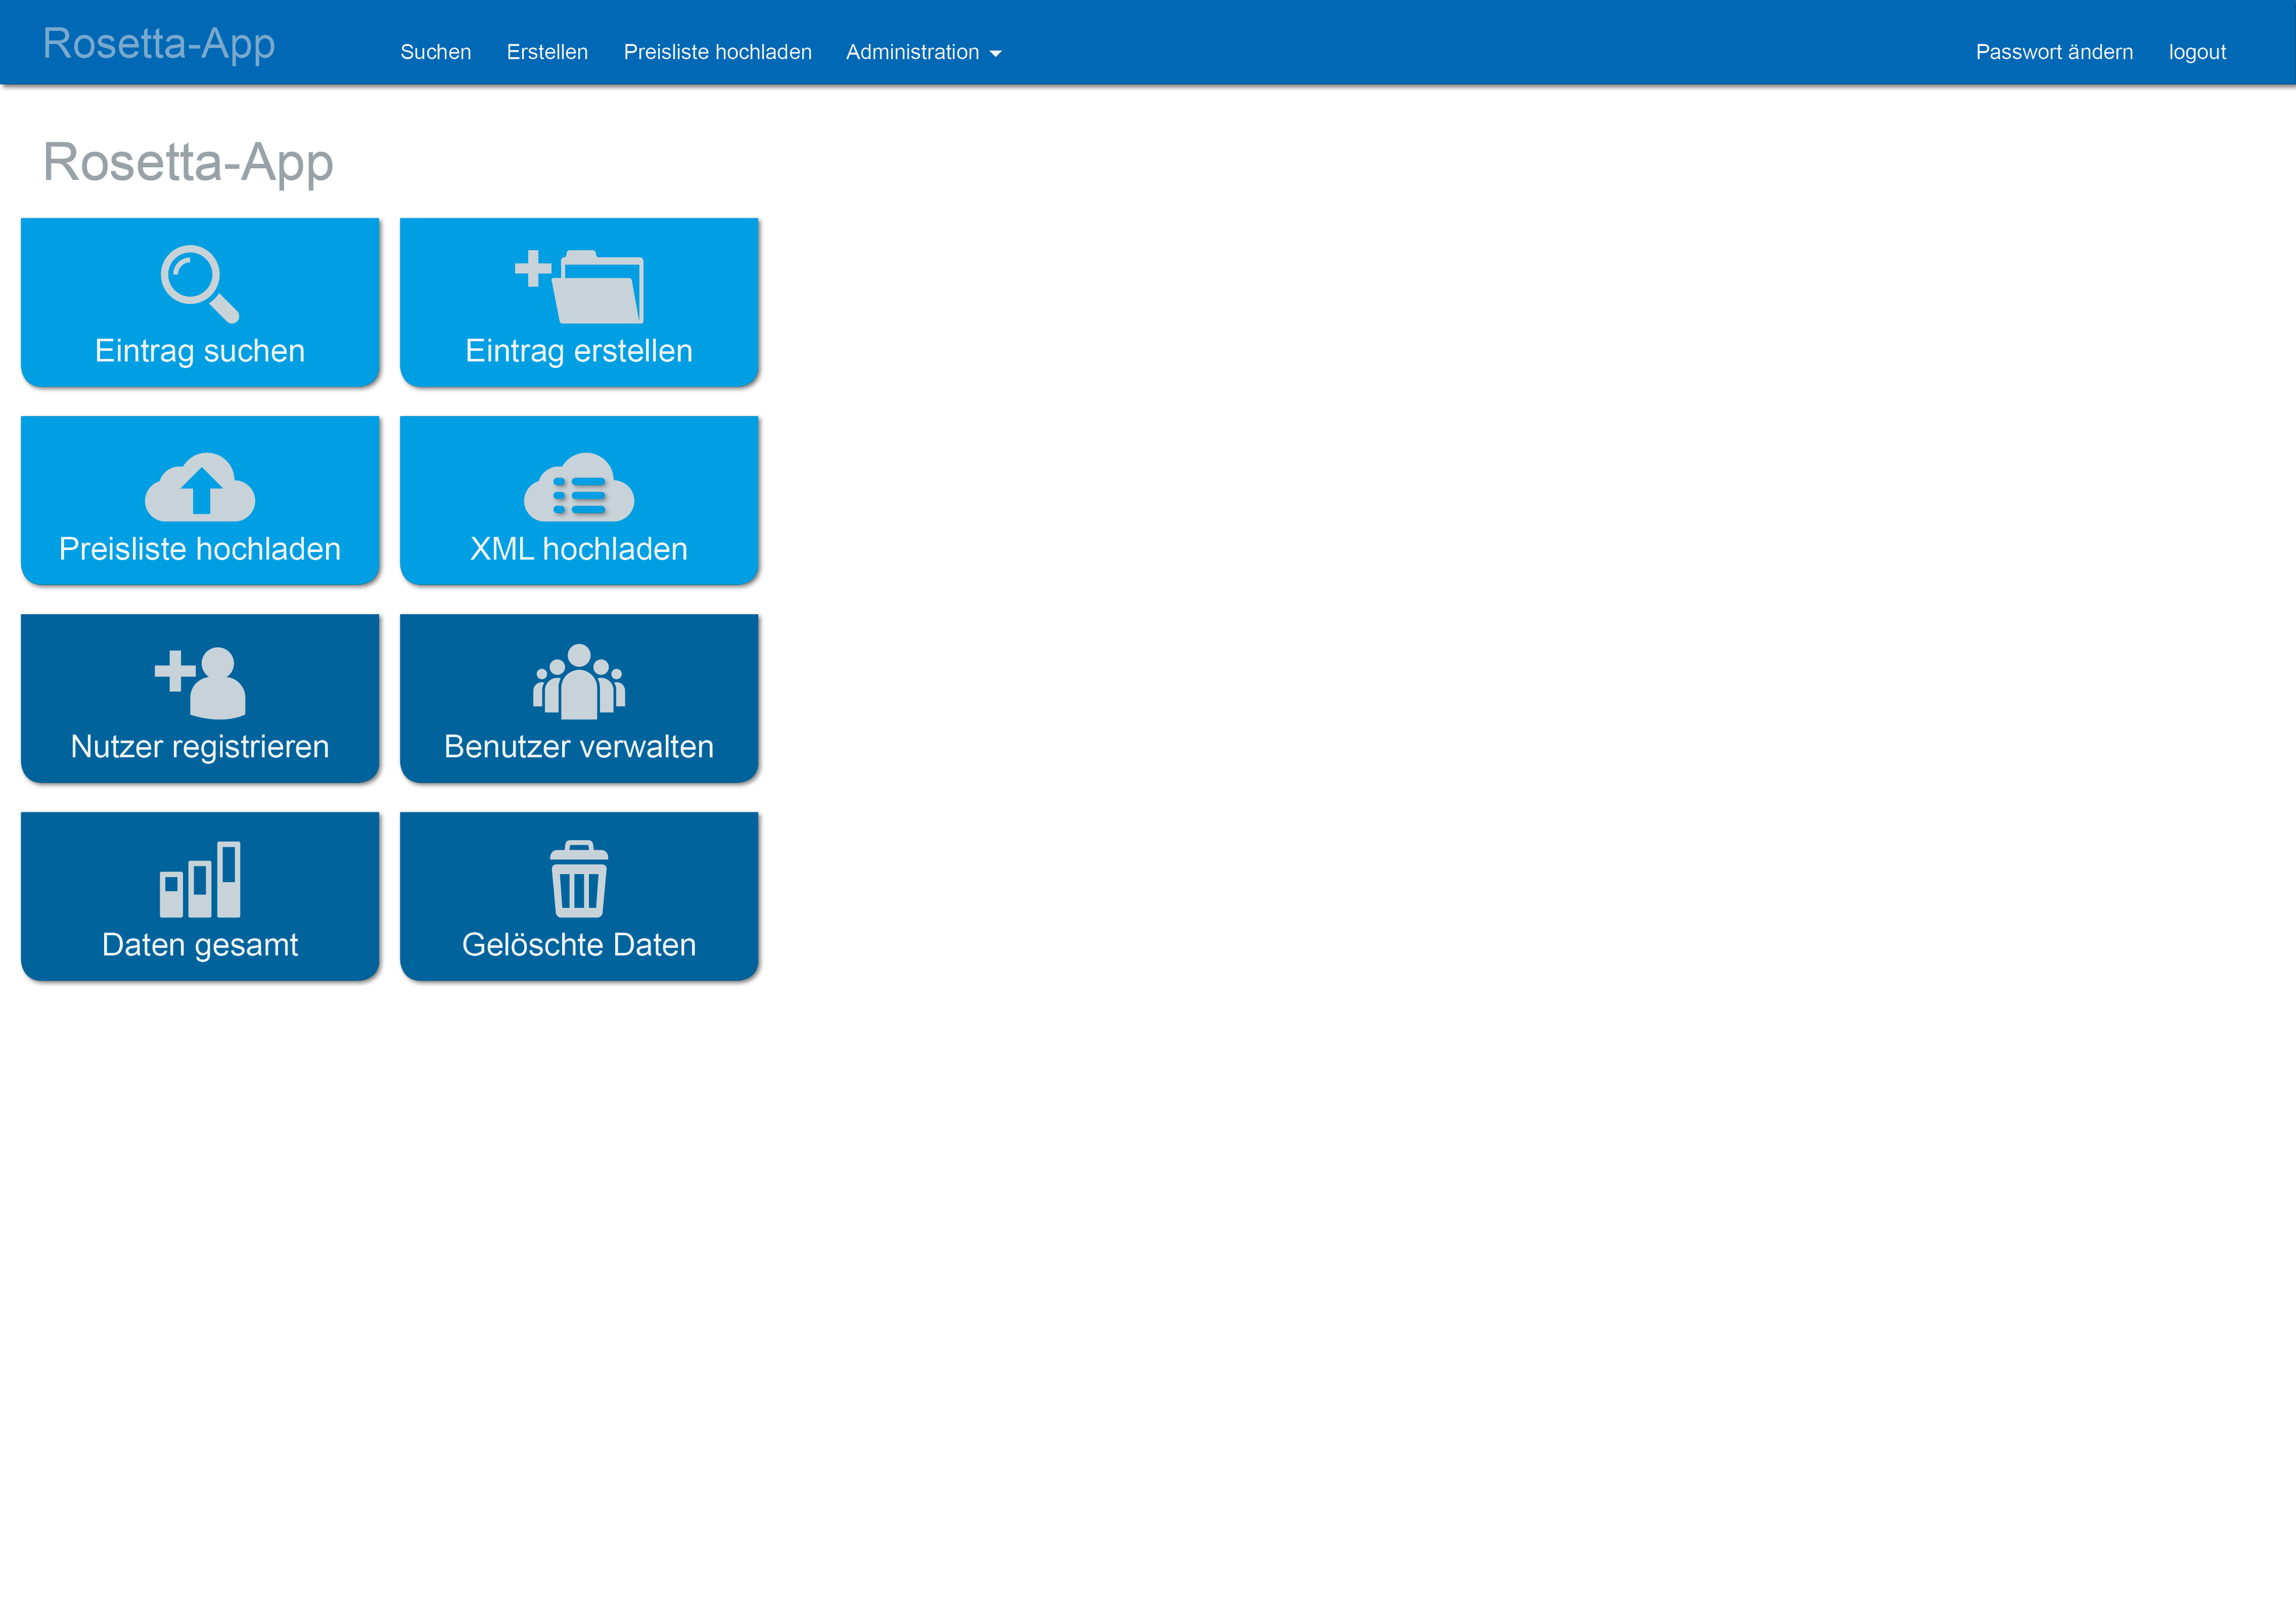 Rosetta-App
Suchen Erstellen Preisliste hochladen Administration
Passwort ändern logout
Rosetta-App
Eintrag suchen
Eintrag erstellen
Preisliste hochladen
XML hochladen
Nutzer registrieren
Benutzer verwalten
Daten gesamt
Gelöschte Daten